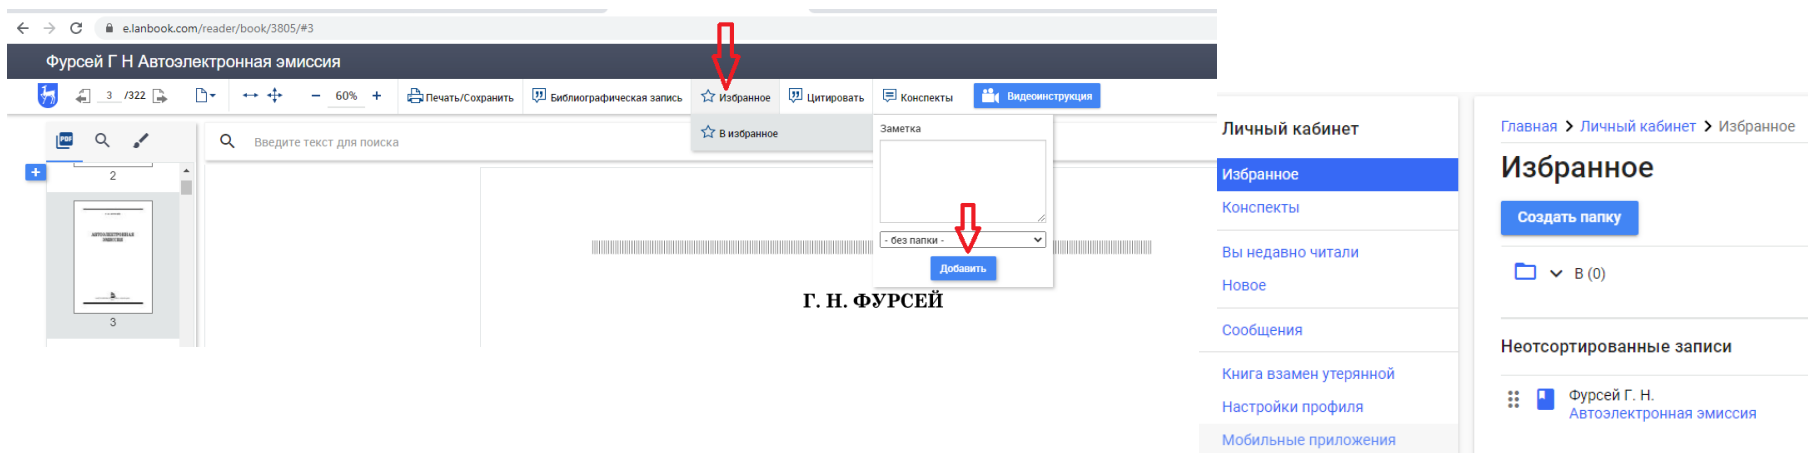 e.lanbook.com/reader/book/3805/#3
Фурсей Г Н Автоэлектронная эмиссия
3 /322
60%
Печать/Сохранить
Библиографическая запись
Избранное
Цитировать
Конспекты
Видеоинструкция
В избранное
Заметка
- без папки -
Добавить
PDF
Введите текст для поиска
2
АВТОЭЛЕКТРОННАЯ
ЭМИССИЯ
3
Г. Н. ФУРСЕЙ
Личный кабинет
Избранное
Конспекты
Вы недавно читали
Новое
Сообщения
Книга взамен утерянной
Настройки профиля
Мобильные приложения
Главная > Личный кабинет > Избранное
Избранное
Создать папку
В (0)
Неотсортированные записи
Фурсей Г. Н.
Автоэлектронная эмиссия